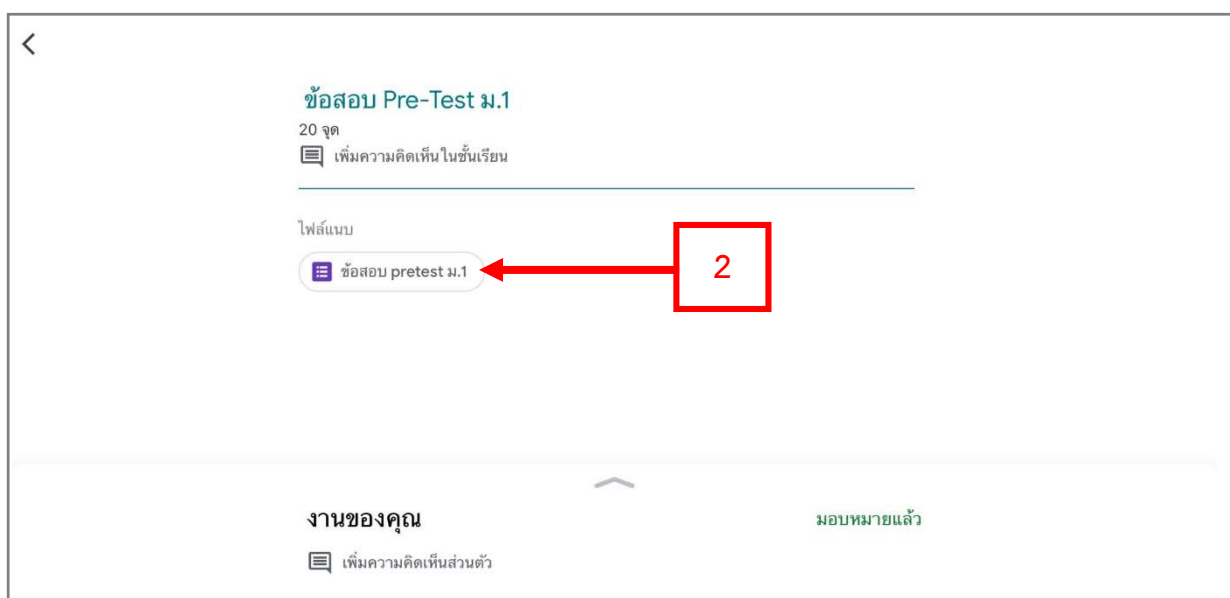 ข้อสอบ Pre-Test ม.1
20 จุด
เพิ่มความคิดเห็นในชั้นเรียน
ไฟล์แนบ
ข้อสอบ pretest ม.1
2
งานของคุณ
มอบหมายแล้ว
เพิ่มความคิดเห็นส่วนตัว